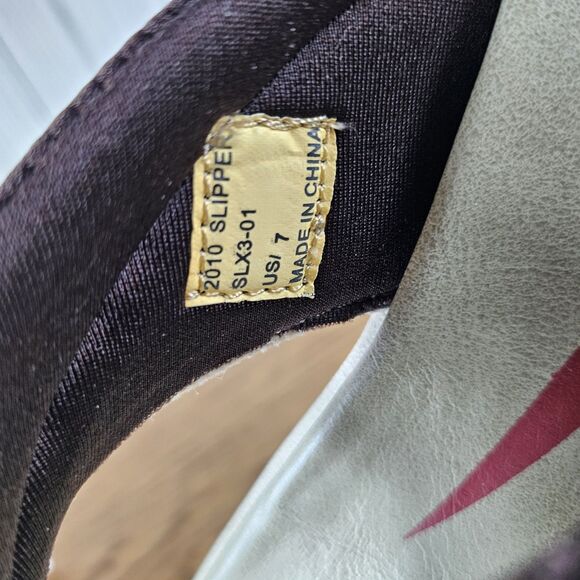 2010 SLIPPER
SLX3-01
US/ 7
MADE IN CHINA